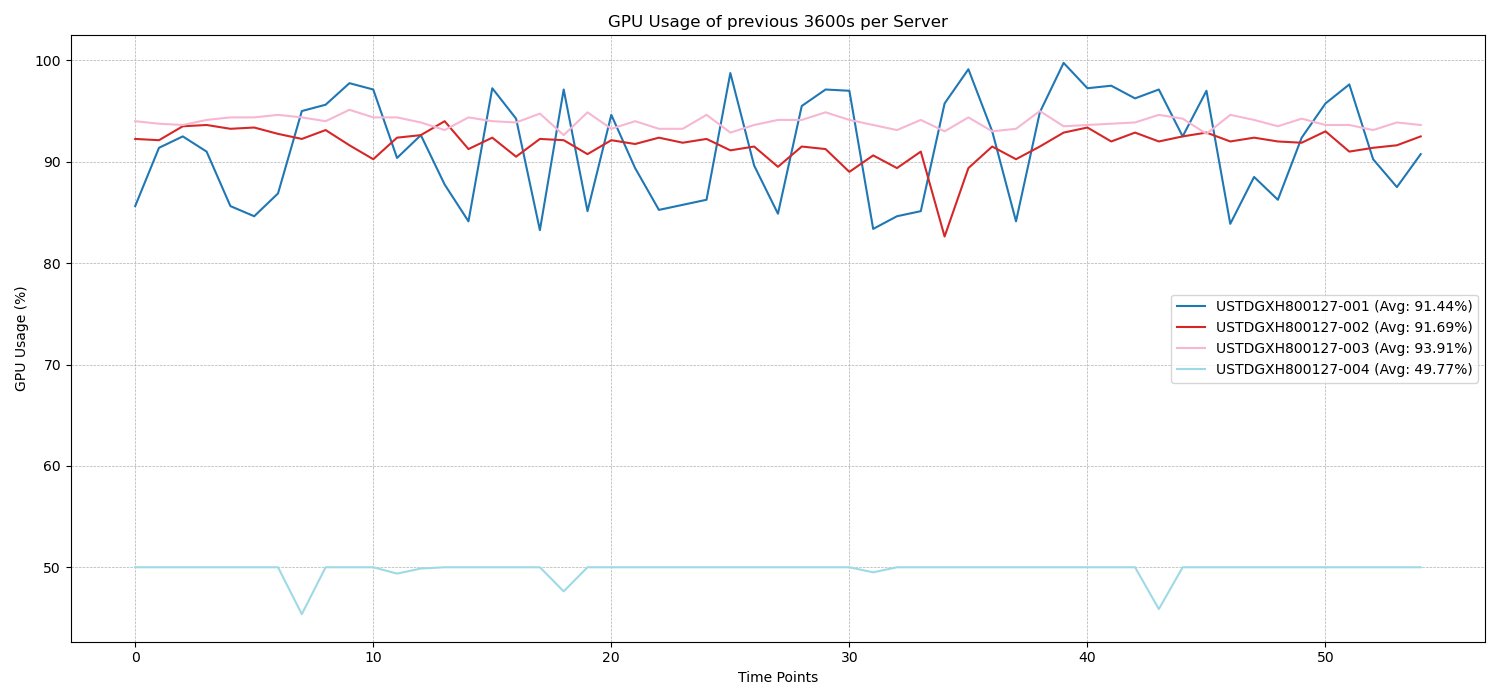 GPU Usage of previous 3600s per Server
100
90
80
70
60
50
GPU Usage (%)
USTDGXH800127-001 (Avg: 91.44%)
USTDGXH800127-002 (Avg: 91.69%)
USTDGXH800127-003 (Avg: 93.91%)
USTDGXH800127-004 (Avg: 49.77%)
0 10 20 30 40 50
Time Points